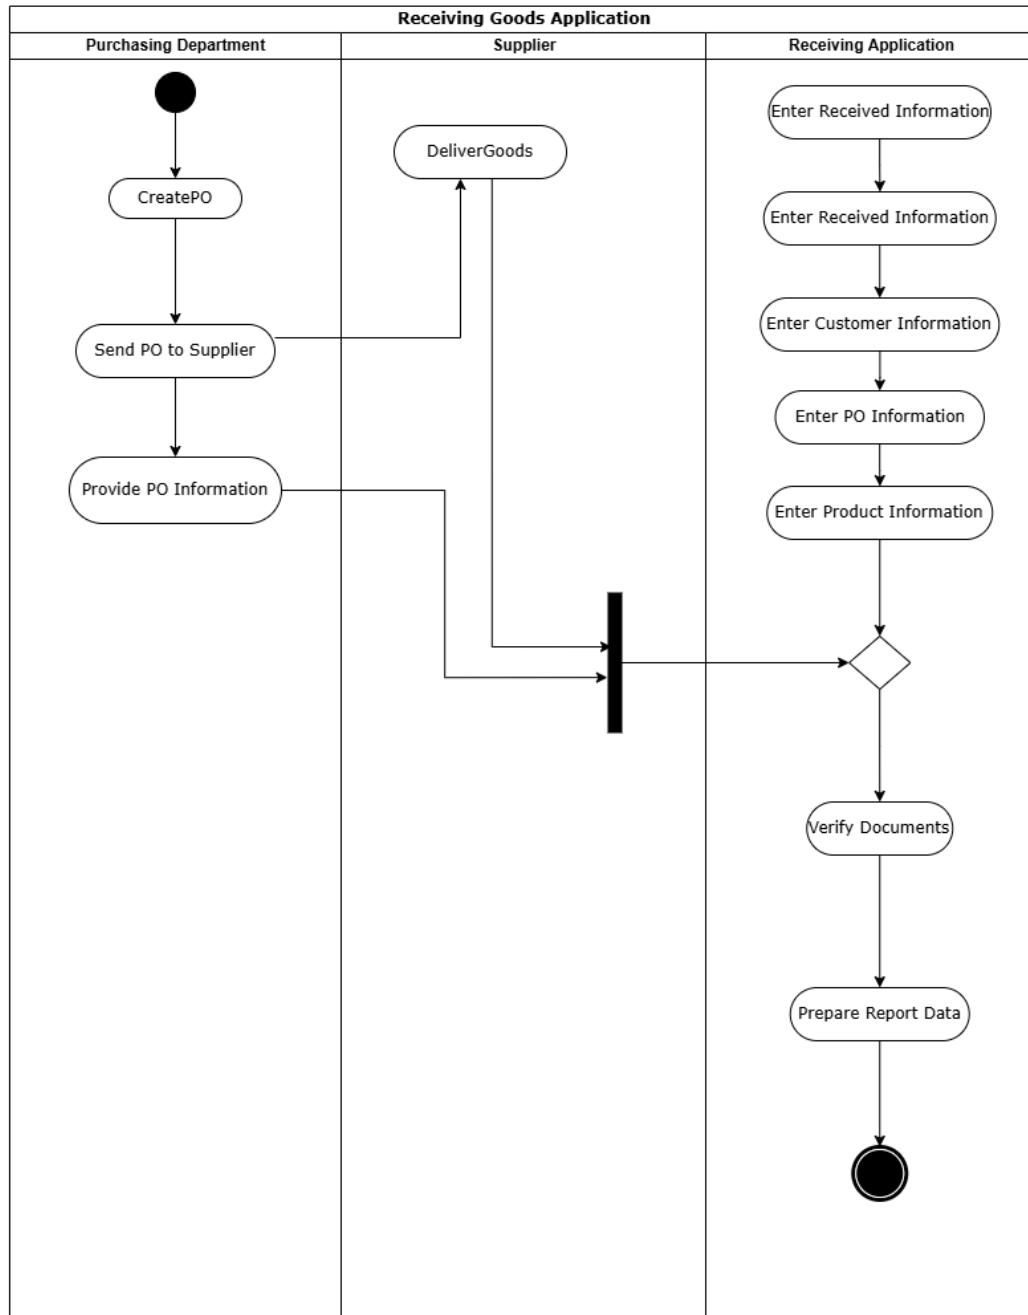 Receiving Goods Application
Purchasing Department
Supplier
Receiving Application
CreatePO
Send PO to Supplier
Provide PO Information
DeliverGoods
Enter Received Information
Enter Received Information
Enter Customer Information
Enter PO Information
Enter Product Information
Verify Documents
Prepare Report Data